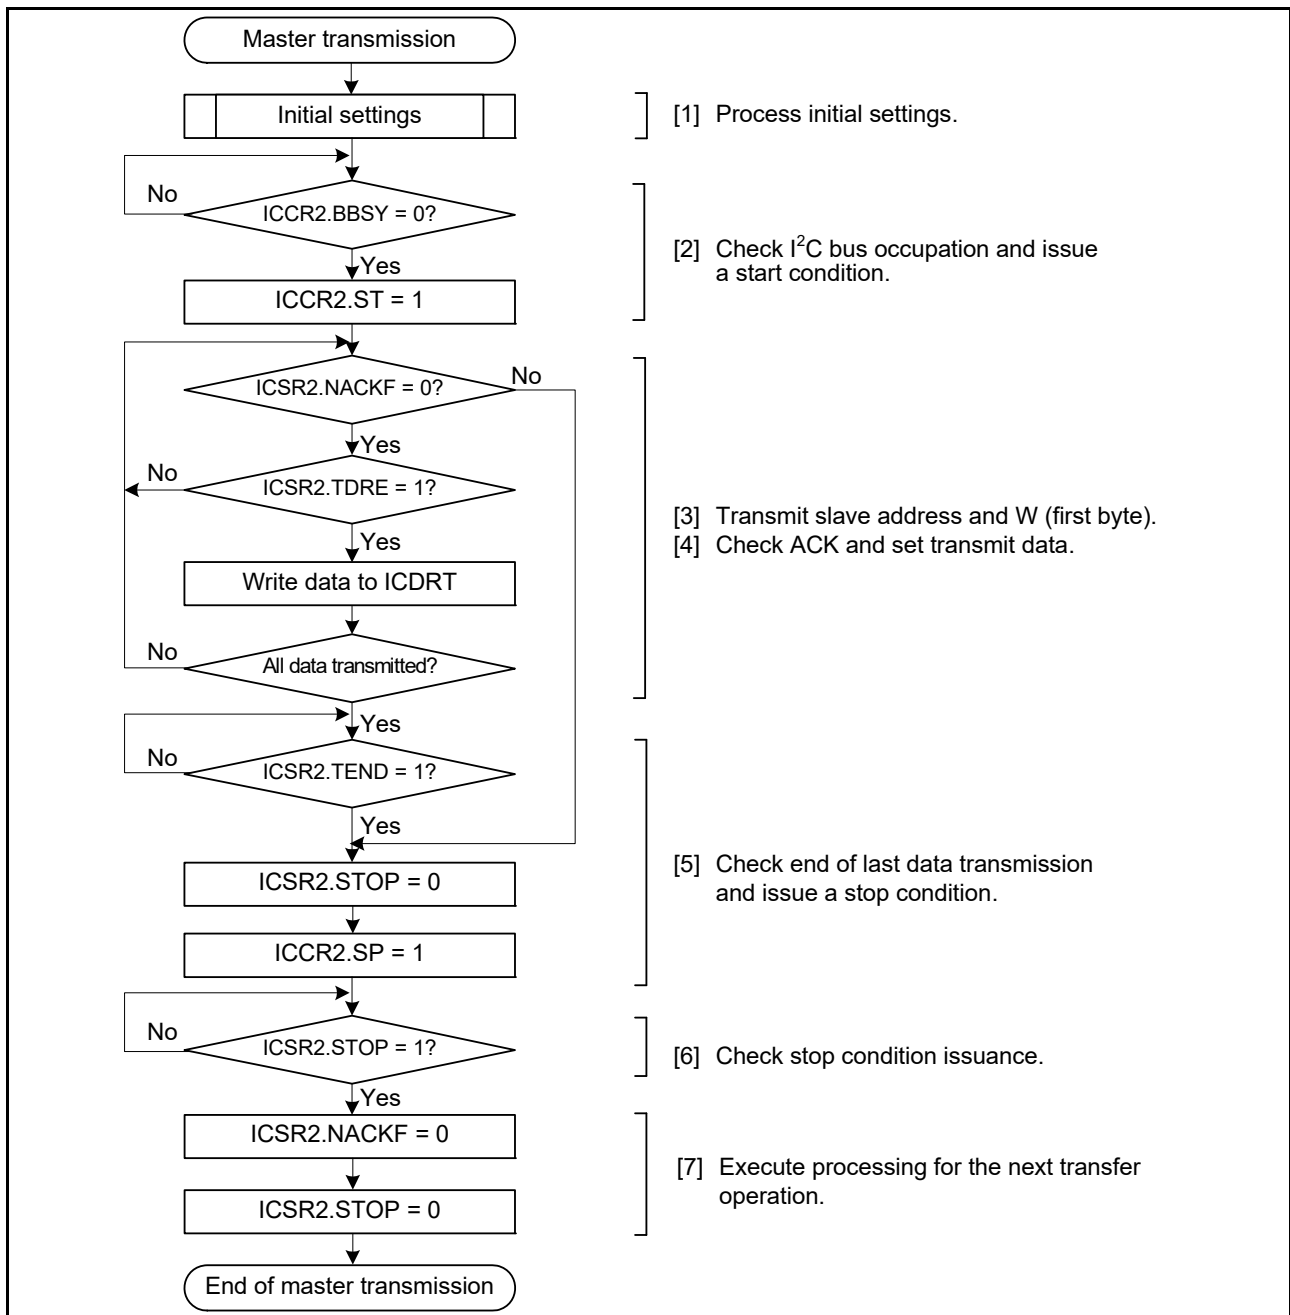 Master transmission
Initial settings
[1] Process initial settings.
No
ICCR2.BBSY = 0?
Yes
[2] Check I²C bus occupation and issue
a start condition.
ICCR2.ST = 1
ICSR2.NACKF = 0?
No
Yes
No
ICSR2.TDRE = 1?
Yes
[3] Transmit slave address and W (first byte).
[4] Check ACK and set transmit data.
Write data to ICDRT
No
All data transmitted?
Yes
No
ICSR2.TEND = 1?
Yes
ICSR2.STOP = 0
[5] Check end of last data transmission
and issue a stop condition.
ICCR2.SP = 1
No
ICSR2.STOP = 1?
[6] Check stop condition issuance.
Yes
ICSR2.NACKF = 0
[7] Execute processing for the next transfer
operation.
ICSR2.STOP = 0
End of master transmission